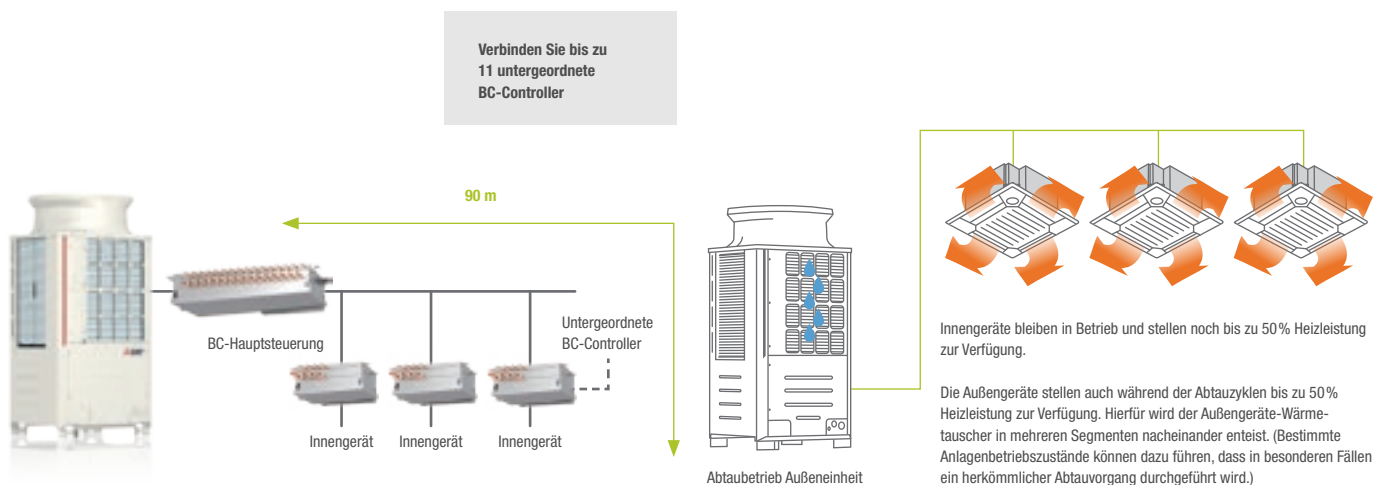 Verbinden Sie bis zu
11 untergeordnete
BC-Controller
90 m
BC-Hauptsteuerung
Untergeordnete
BC-Controller
Innengerät
Innengerät
Innengerät
Abtaubetrieb Außeneinheit
Innengeräte bleiben in Betrieb und stellen noch bis zu 50 % Heizleistung
zur Verfügung.
Die Außengeräte stellen auch während der Abtauzyklen bis zu 50 %
Heizleistung zur Verfügung. Hierfür wird der Außengeräte-Wärme-
tauscher in mehreren Segmenten nacheinander enteist. (Bestimmte
Anlagenbetriebszustände können dazu führen, dass in besonderen Fällen
ein herkömmlicher Abtauvorgang durchgeführt wird.)